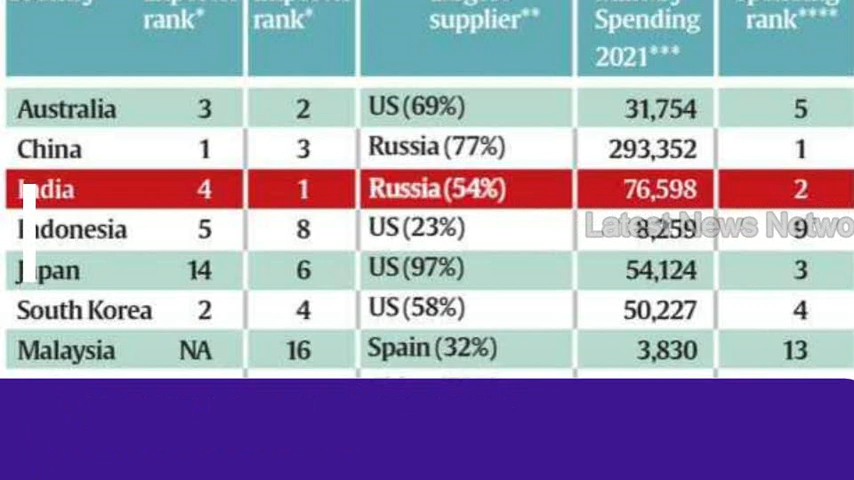 rank* rank* supplier** Spending rank****
2021***
Australia 3 2 US (69%) 31,754 5
China 1 3 Russia (77%) 293,352 1
India 4 1 Russia (54%) 76,598 2
Indonesia 5 8 US (23%) 8,259 9
Latest News Netwo
Japan 14 6 US (97%) 54,124 3
South Korea 2 4 US (58%) 50,227 4
Malaysia NA 16 Spain (32%) 3,830 13